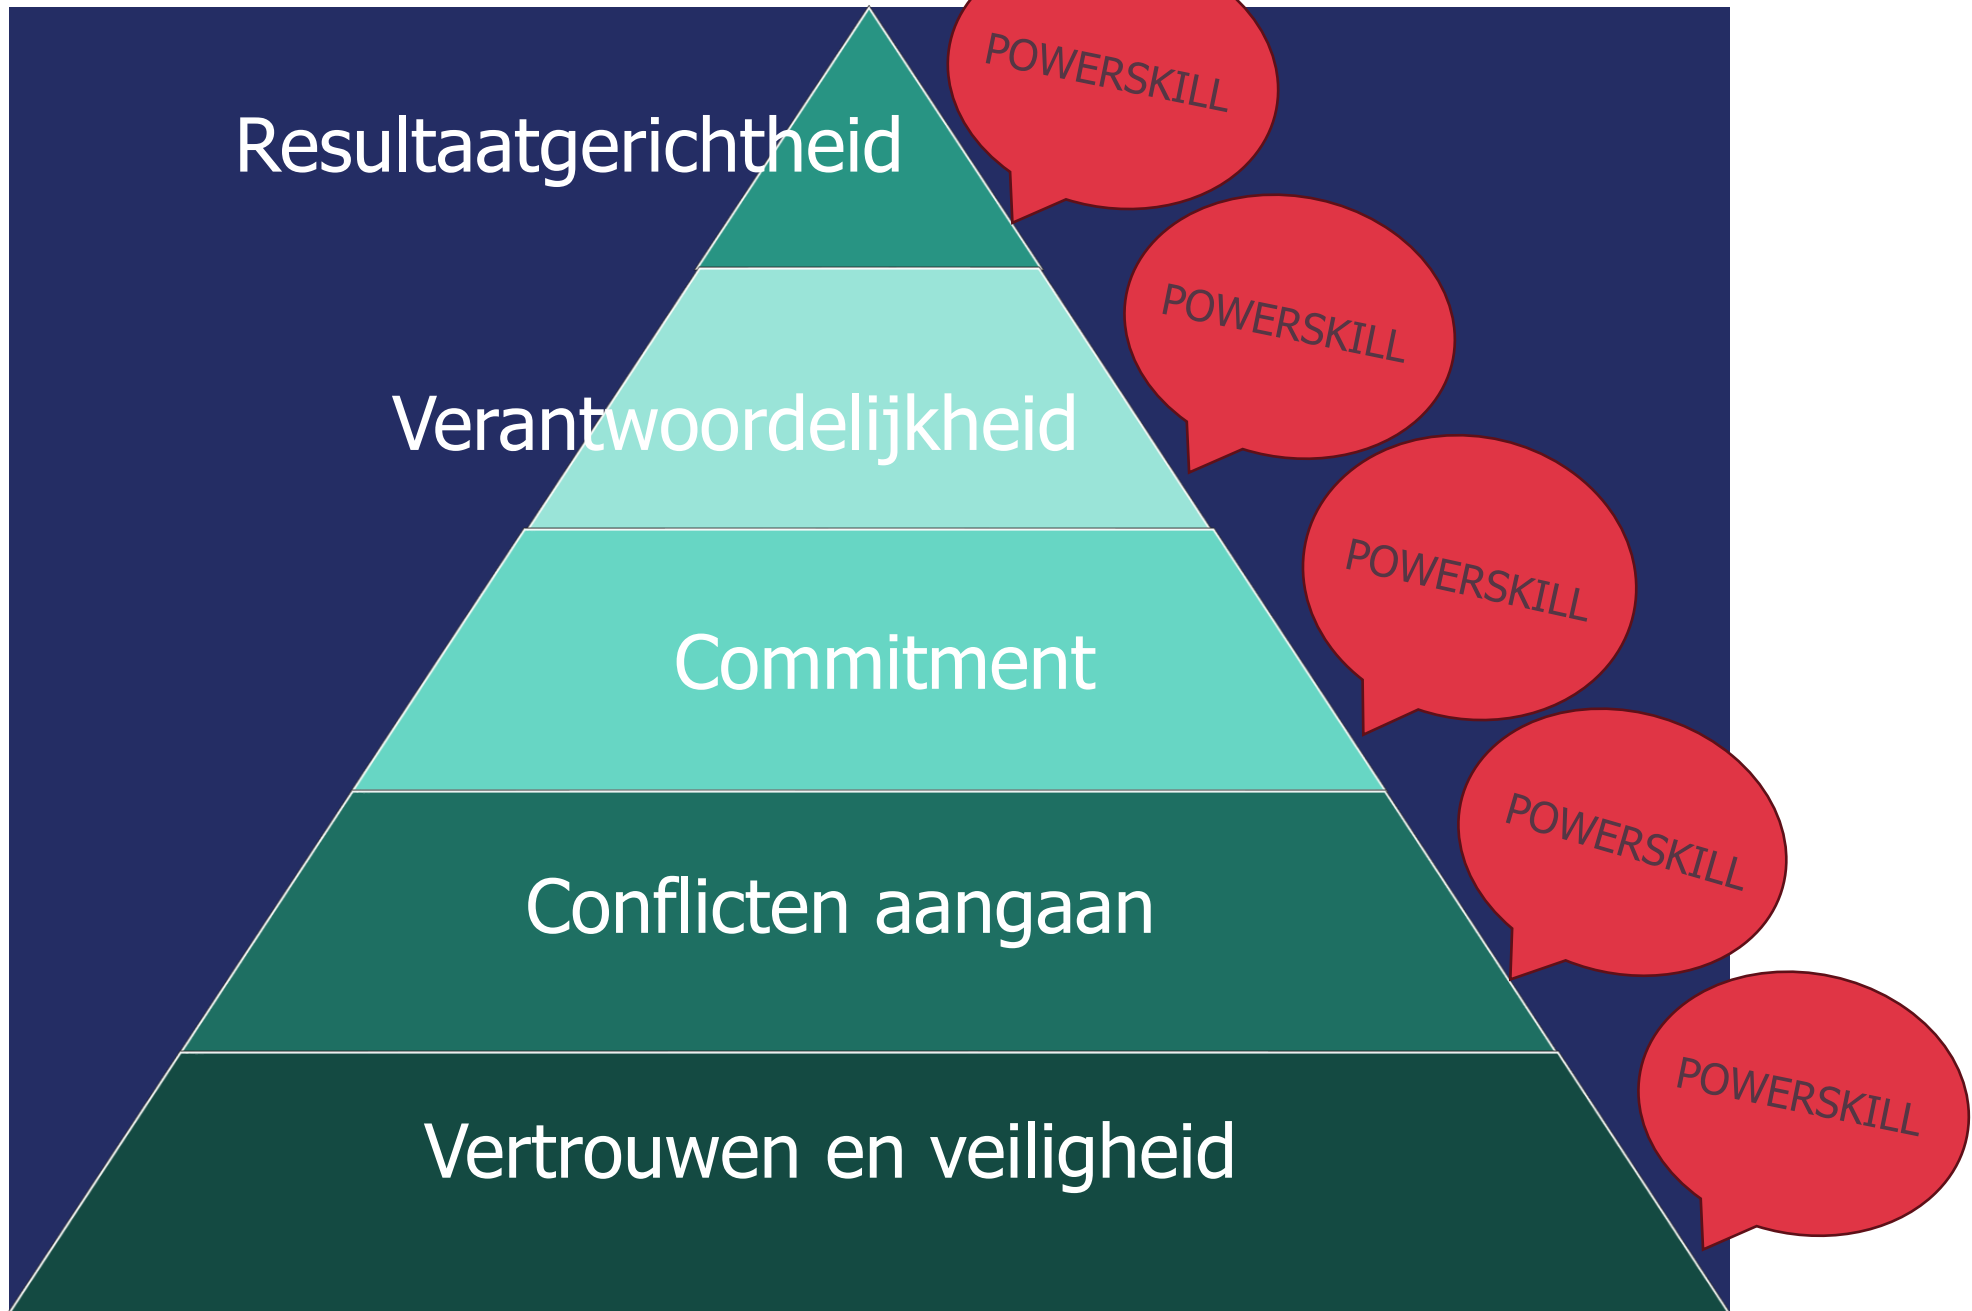 POWERSKILL
Resultaatgerichtheid
POWERSKILL
Verantwoordelijkheid
POWERSKILL
Commitment
POWERSKILL
Conflicten aangaan
POWERSKILL
Vertrouwen en veiligheid